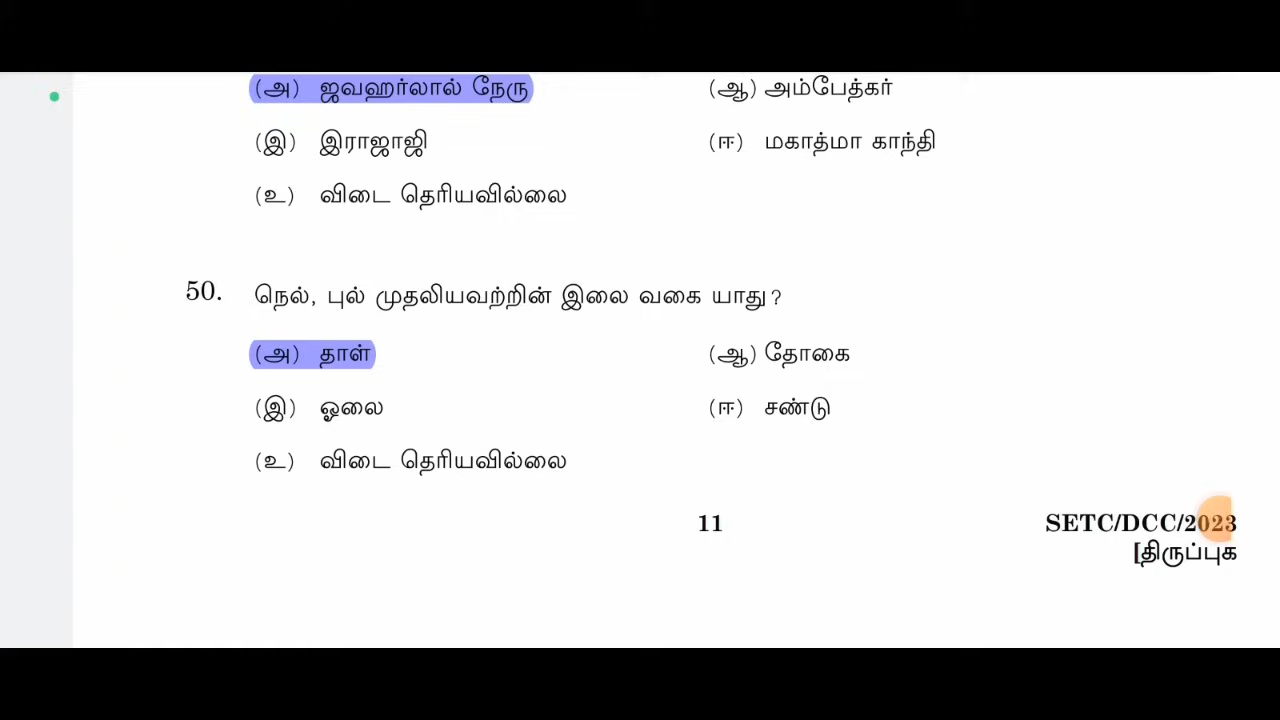 (அ) ஜவஹர்லால் நேரு (ஆ) அம்பேத்கர்
(இ) இராஜாஜி (ஈ) மகாத்மா காந்தி
(உ) விடை தெரியவில்லை
50. நெல், புல் முதலியவற்றின் இலை வகை யாது?
(அ) தாள் (ஆ) தோகை
(இ) ஓலை (ஈ) சண்டு
(உ) விடை தெரியவில்லை
11 SETC/DCC/2023
[திருப்புக